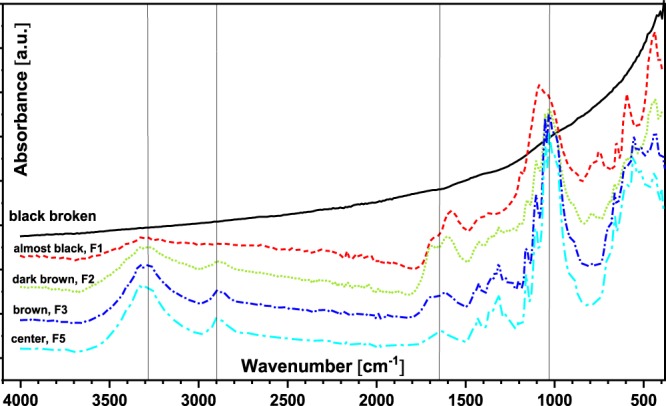 Absorbance [a.u.]
black broken
almost black, F1
dark brown, F2
brown, F3
center, F5
Wavenumber [cm-1]
4000 3500 3000 2500 2000 1500 1000 500